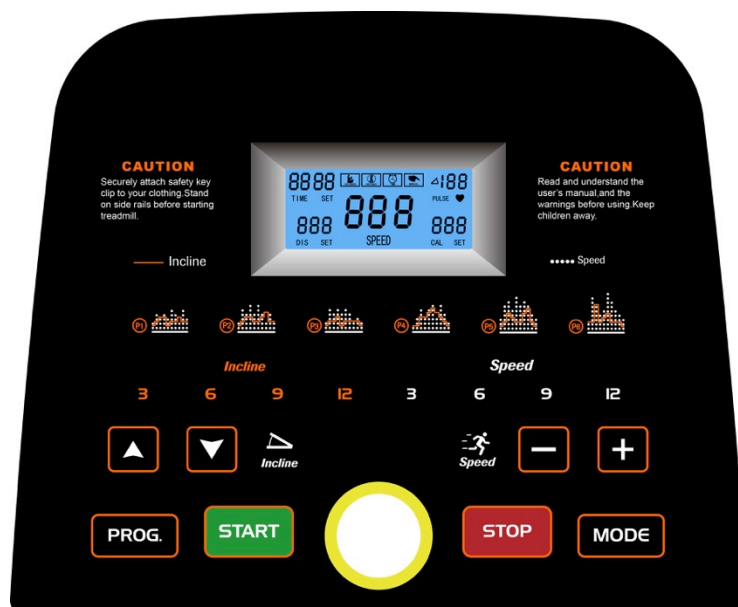 CAUTION
Securely attach safety key
clip to your clothing.Stand
on side rails before starting
treadmill.
Incline
88 88
188
TIME SET
PULSE
888
888
888
DIS SET
SPEED
CAL SET
CAUTION
Read and understand the
user's manual,and the
warnings before using.Keep
children away.
Speed
P1
P2
P3
P4
P5
P6
Incline
Speed
3 6 9 12 3 6 9 12
Incline
Speed
PROG.
START
STOP
MODE